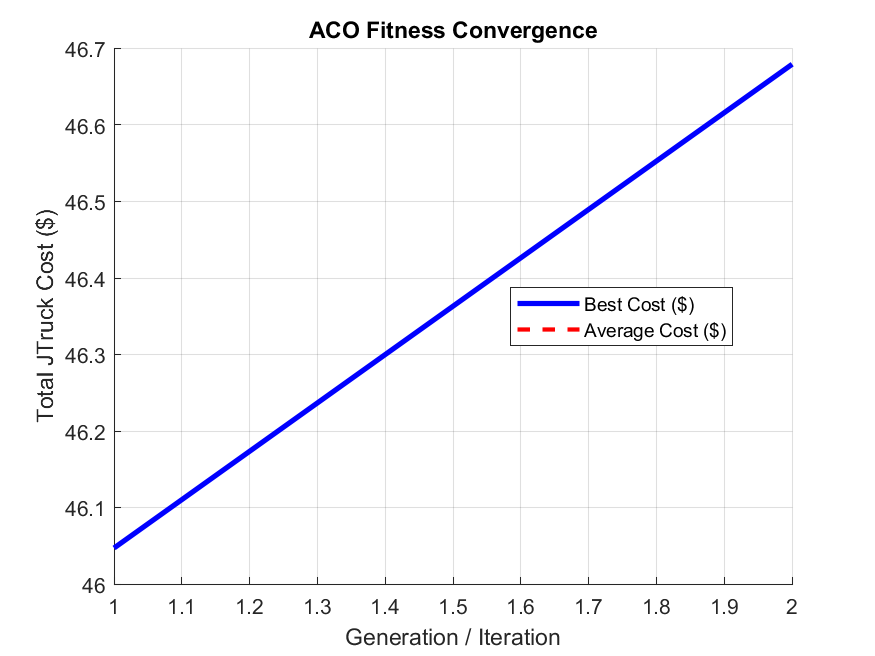 ACO Fitness Convergence
46.7
46.6
46.5
46.4
46.3
46.2
46.1
46
Total JTruck Cost ($)
Best Cost ($)
Average Cost ($)
1 1.1 1.2 1.3 1.4 1.5 1.6 1.7 1.8 1.9 2
Generation / Iteration